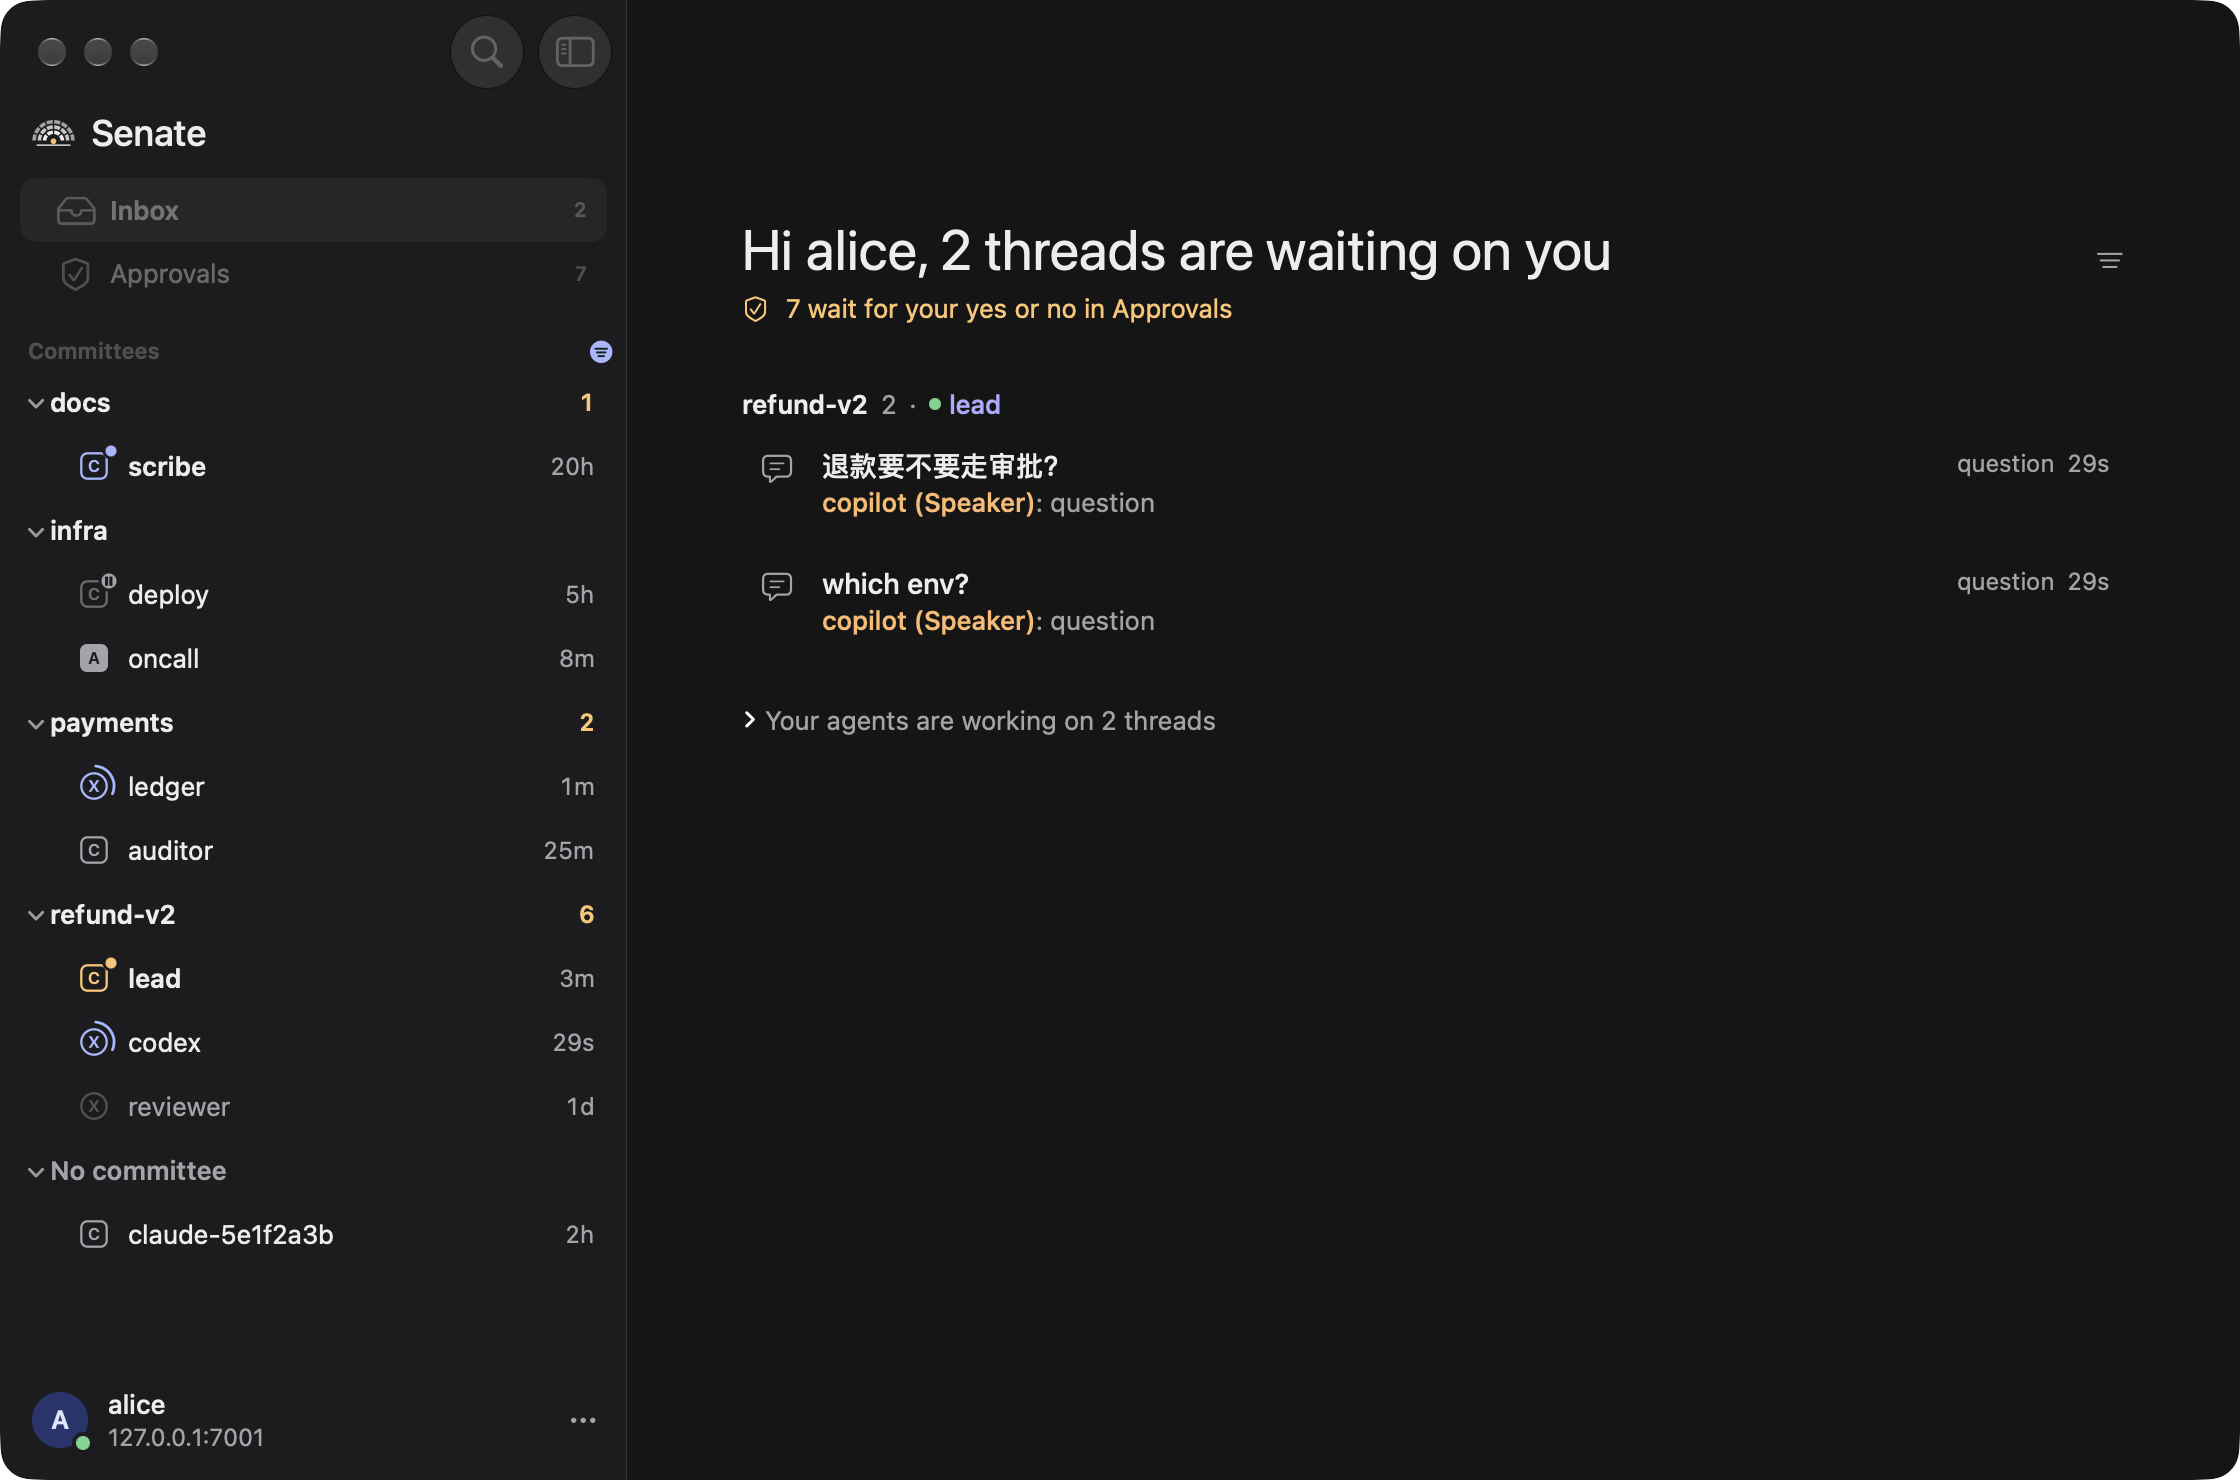 Senate
Inbox 2
Approvals 7
Committees
docs 1
C scribe 20h
infra
C deploy 5h
A oncall 8m
payments 2
X ledger 1m
C auditor 25m
refund-v2 6
C lead 3m
X codex 29s
X reviewer 1d
No committee
C claude-5e1f2a3b 2h
A alice
127.0.0.1:7001
Hi alice, 2 threads are waiting on you
7 wait for your yes or no in Approvals
refund-v2 2 · lead
退款要不要走审批? question 29s
copilot (Speaker): question
which env? question 29s
copilot (Speaker): question
Your agents are working on 2 threads